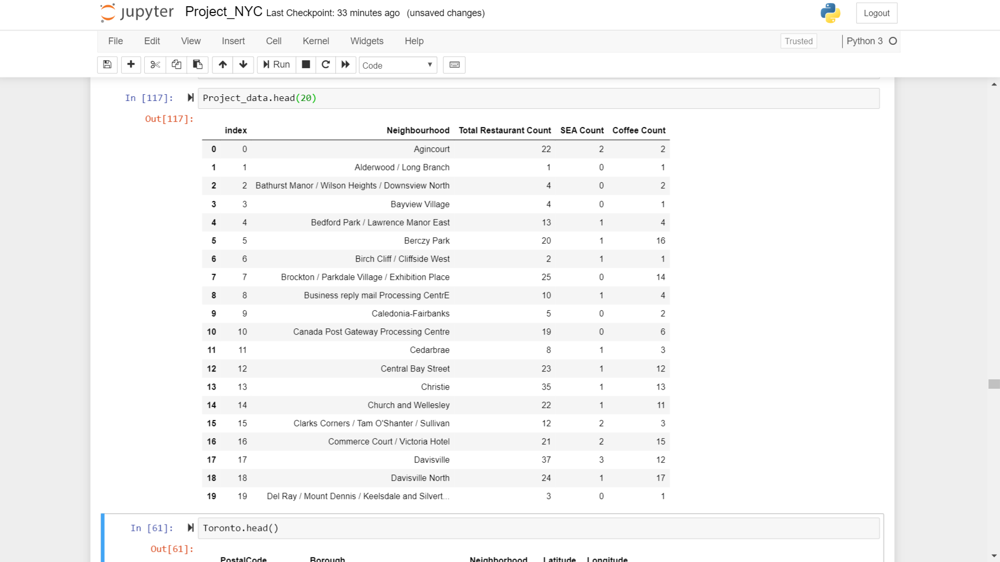 jupyter Project_NYC Last Checkpoint: 33 minutes ago (unsaved changes) Logout
File Edit View Insert Cell Kernel Widgets Help Trusted Python 3
Run Code
In [117]: Project_data.head(20)
Out[117]:
index Neighbourhood Total Restaurant Count SEA Count Coffee Count
0 0 Agincourt 22 2 2
1 1 Alderwood / Long Branch 1 0 1
2 2 Bathurst Manor / Wilson Heights / Downsview North 4 0 2
3 3 Bayview Village 4 0 1
4 4 Bedford Park / Lawrence Manor East 13 1 4
5 5 Berczy Park 20 1 16
6 6 Birch Cliff / Cliffside West 2 1 1
7 7 Brockton / Parkdale Village / Exhibition Place 25 0 14
8 8 Business reply mail Processing CentrE 10 1 4
9 9 Caledonia-Fairbanks 5 0 2
10 10 Canada Post Gateway Processing Centre 19 0 6
11 11 Cedarbrae 8 1 3
12 12 Central Bay Street 23 1 12
13 13 Christie 35 1 13
14 14 Church and Wellesley 22 1 11
15 15 Clarks Corners / Tam O'Shanter / Sullivan 12 2 3
16 16 Commerce Court / Victoria Hotel 21 2 15
17 17 Davisville 37 3 12
18 18 Davisville North 24 1 17
19 19 Del Ray / Mount Dennis / Keelsdale and Silvert... 3 0 1
In [61]: Toronto.head()
Out[61]:
PostalCode Borough Neighborhood Latitude Longitude